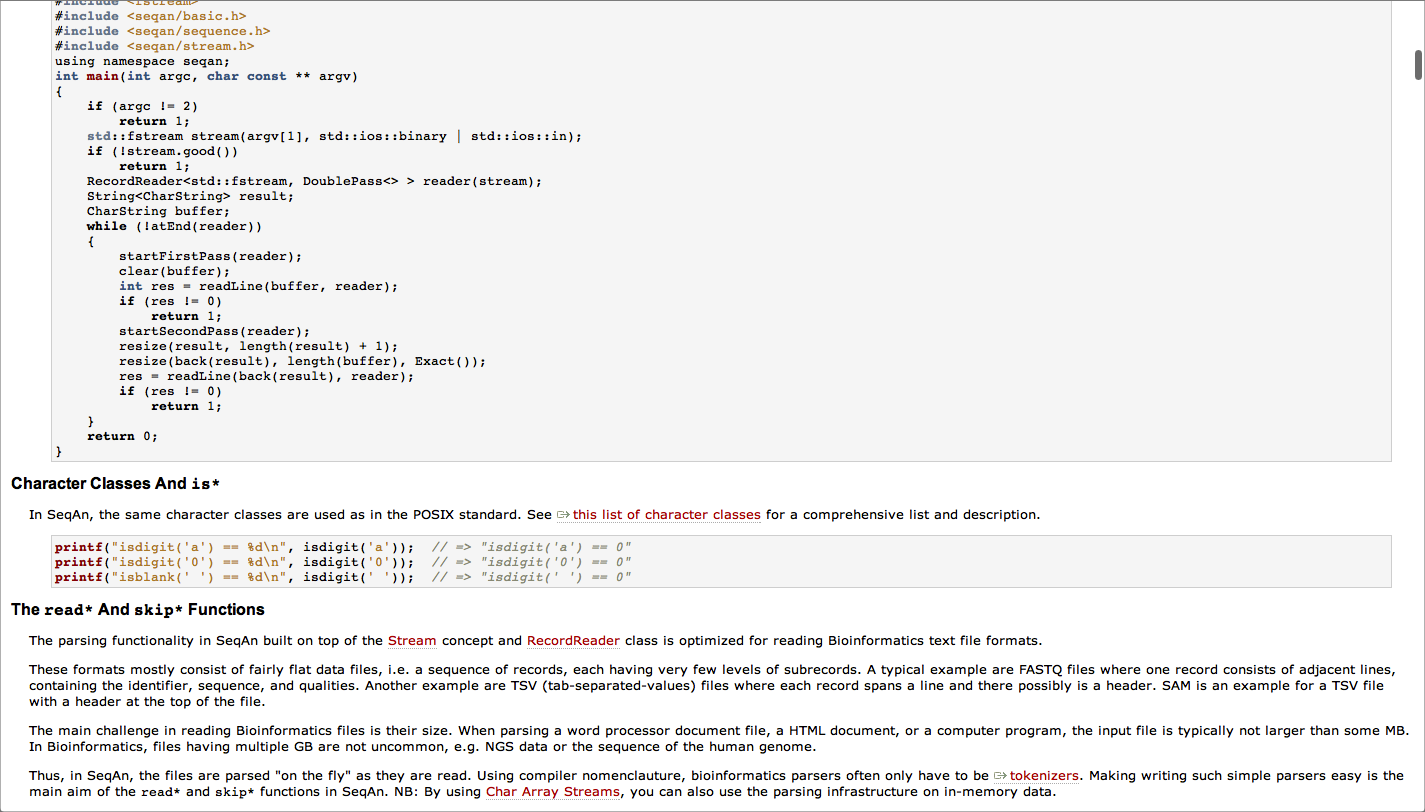 #include <fstream>
#include <seqan/basic.h>
#include <seqan/sequence.h>
#include <seqan/stream.h>
using namespace seqan;
int main(int argc, char const ** argv)
{
    if (argc != 2)
        return 1;
    std::fstream stream(argv[1], std::ios::binary | std::ios::in);
    if (!stream.good())
        return 1;
    RecordReader<std::fstream, DoublePass<> > reader(stream);
    String<CharString> result;
    CharString buffer;
    while (!atEnd(reader))
    {
        startFirstPass(reader);
        clear(buffer);
        int res = readLine(buffer, reader);
        if (res != 0)
            return 1;
        startSecondPass(reader);
        resize(result, length(result) + 1);
        resize(back(result), length(buffer), Exact());
        res = readLine(back(result), reader);
        if (res != 0)
            return 1;
    }
    return 0;
}
Character Classes And is*
In SeqAn, the same character classes are used as in the POSIX standard. See this list of character classes for a comprehensive list and description.
printf("isdigit('a') == %d\n", isdigit('a'));  // => "isdigit('a') == 0"
printf("isdigit('0') == %d\n", isdigit('0'));  // => "isdigit('0') == 0"
printf("isblank(' ') == %d\n", isdigit(' '));  // => "isdigit(' ') == 0"
The read* And skip* Functions
The parsing functionality in SeqAn built on top of the Stream concept and RecordReader class is optimized for reading Bioinformatics text file formats.
These formats mostly consist of fairly flat data files, i.e. a sequence of records, each having very few levels of subrecords. A typical example are FASTQ files where one record consists of adjacent lines,
containing the identifier, sequence, and qualities. Another example are TSV (tab-separated-values) files where each record spans a line and there possibly is a header. SAM is an example for a TSV file
with a header at the top of the file.
The main challenge in reading Bioinformatics files is their size. When parsing a word processor document file, a HTML document, or a computer program, the input file is typically not larger than some MB.
In Bioinformatics, files having multiple GB are not uncommon, e.g. NGS data or the sequence of the human genome.
Thus, in SeqAn, the files are parsed "on the fly" as they are read. Using compiler nomenclauture, bioinformatics parsers often only have to be tokenizers. Making writing such simple parsers easy is the
main aim of the read* and skip* functions in SeqAn. NB: By using Char Array Streams, you can also use the parsing infrastructure on in-memory data.